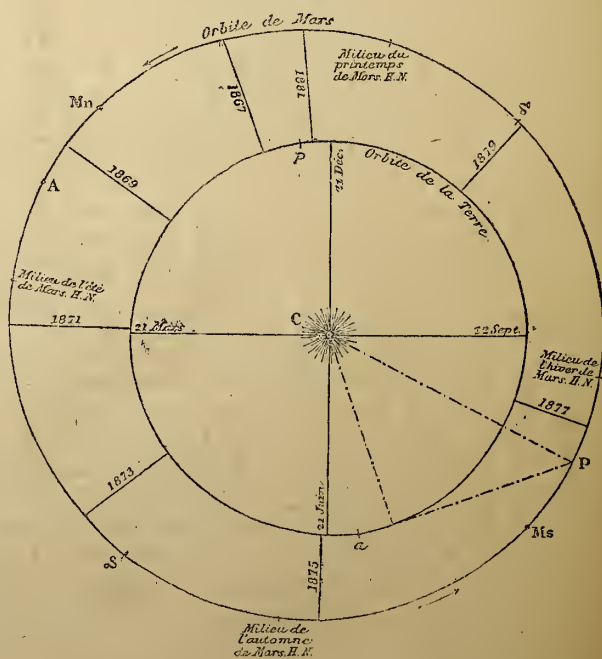 Orbite de Mars
Milieu du
printemps
de Mars. H.N.
Mn
1867
1881
1879
P
21 Déc.
Orbite de la Terre
A
1869
Milieu de l'été
de Mars. H.N.
1871
21 Mars
C
22 Sept.
Milieu de
l'hiver de
Mars. H.N.
1877
P
1873
21 Juin
a
Ms
1875
Milieu de
l'automne
de Mars. H.N.